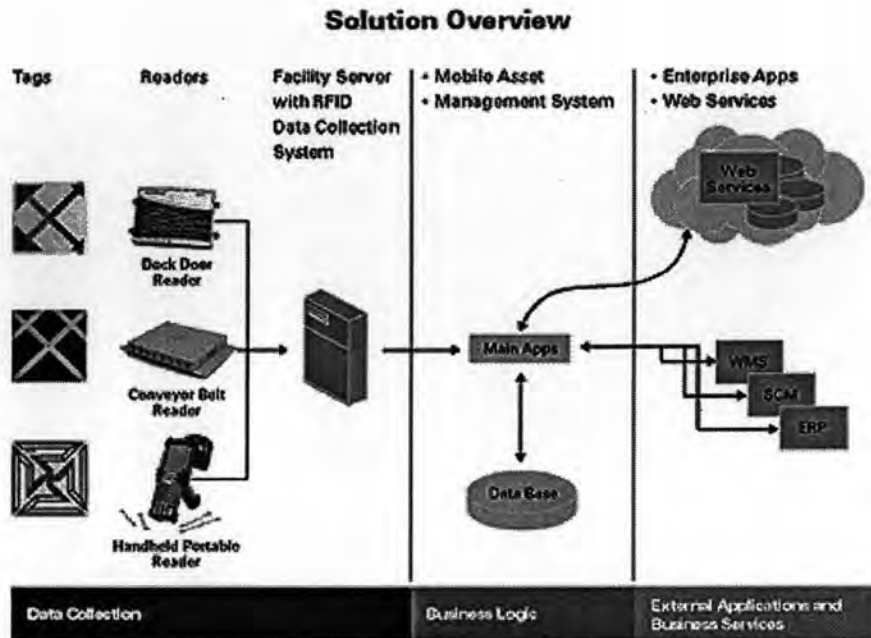 Solution Overview
Tags
Readers
Facility Server
with RFID
Data Collection
System
• Mobile Asset
• Management System
• Enterprise Apps
• Web Services
Web
Services
Dock Door
Reader
Conveyor Belt
Reader
Handheld Portable
Reader
Main Apps
Data Base
WMS
SCM
ERP
Data Collection
Business Logic
External Applications and
Business Services